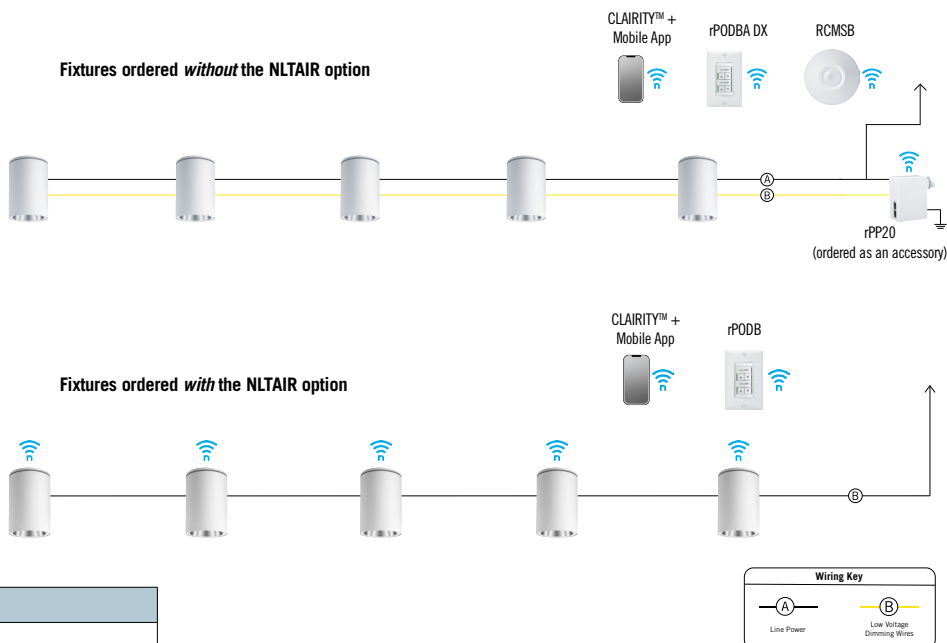 CLAIRITY™ +
Mobile App
rPODBA DX
RCMSB
Fixtures ordered without the NLTAIR option
A
B
rPP20
(ordered as an accessory)
CLAIRITY™ +
Mobile App
rPODB
Fixtures ordered with the NLTAIR option
B
Wiring Key
A
B
Line Power
Low Voltage
Dimming Wires